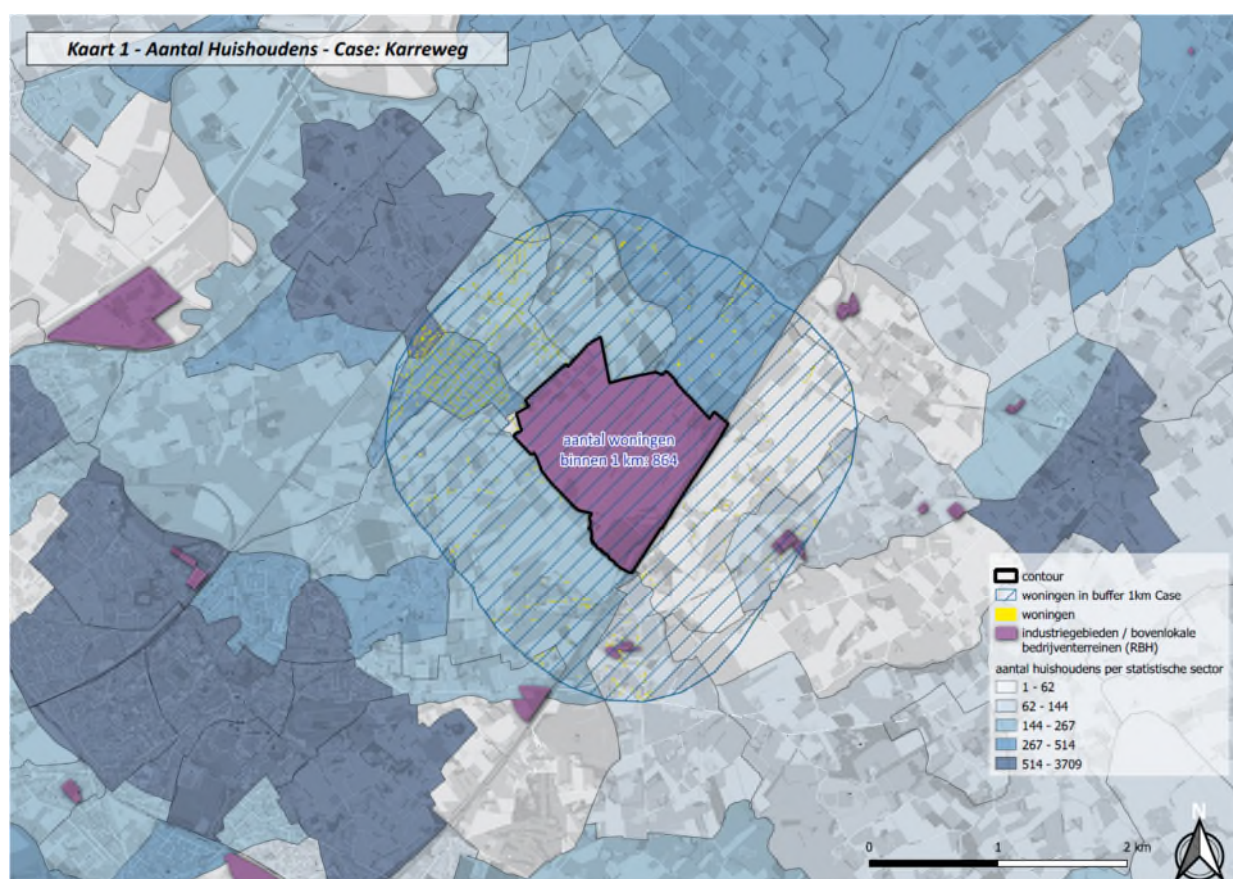 Kaart 1 - Aantal Huishoudens - Case: Karreweg
aantal woningen
binnen 1 km: 864
contour
woningen in buffer 1km Case
woningen
industriegebieden / bovenlokale
bedrijventerreinen (RBH)
aantal huishoudens per statistische sector
1 - 62
62 - 144
144 - 267
267 - 514
514 - 3709
N
0 1 2 km